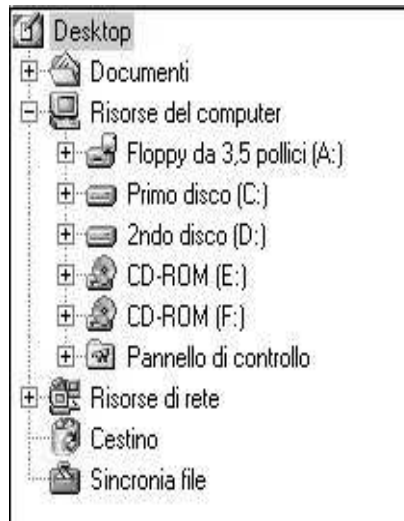 Desktop
Documenti
Risorse del computer
Floppy da 3,5 pollici (A:)
Primo disco (C:)
2ndo disco (D:)
CD-ROM (E:)
CD-ROM (F:)
Pannello di controllo
Risorse di rete
Cestino
Sincronia file